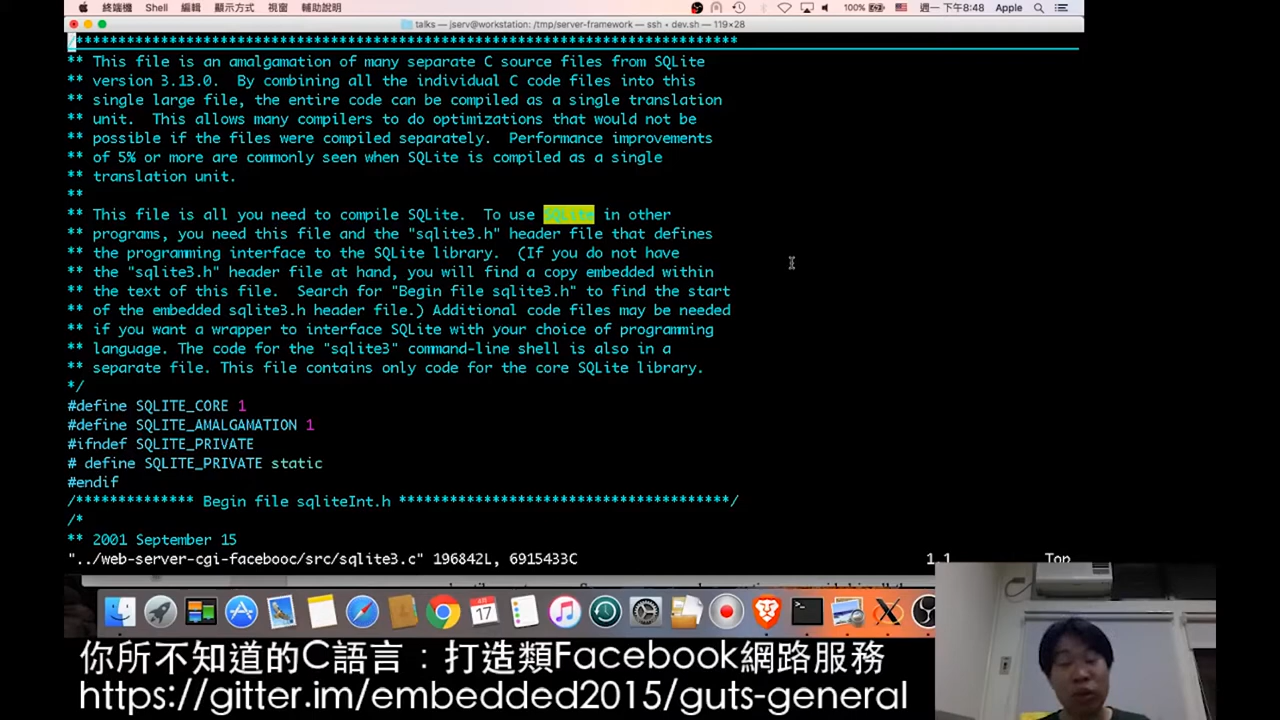 終端機 Shell 編輯 顯示方式 視窗 輔助說明 100% 週一 下午8:48 Apple
talks — jserv@workstation: /tmp/server-framework — ssh • dev.sh — 119×28
/******************************************************************************
** This file is an amalgamation of many separate C source files from SQLite
** version 3.13.0.  By combining all the individual C code files into this
** single large file, the entire code can be compiled as a single translation
** unit.  This allows many compilers to do optimizations that would not be
** possible if the files were compiled separately.  Performance improvements
** of 5% or more are commonly seen when SQLite is compiled as a single
** translation unit.
**
** This file is all you need to compile SQLite.  To use SQLite in other
** programs, you need this file and the "sqlite3.h" header file that defines
** the programming interface to the SQLite library.  (If you do not have
** the "sqlite3.h" header file at hand, you will find a copy embedded within
** the text of this file.  Search for "Begin file sqlite3.h" to find the start
** of the embedded sqlite3.h header file.) Additional code files may be needed
** if you want a wrapper to interface SQLite with your choice of programming
** language. The code for the "sqlite3" command-line shell is also in a
** separate file. This file contains only code for the core SQLite library.
*/
#define SQLITE_CORE 1
#define SQLITE_AMALGAMATION 1
#ifndef SQLITE_PRIVATE
# define SQLITE_PRIVATE static
#endif
/************** Begin file sqliteInt.h ***************************************/
/*
** 2001 September 15
"../web-server-cgi-facebooc/src/sqlite3.c" 196842L, 6915433C 1,1 Top
17
你所不知道的C語言：打造類Facebook網路服務
https://gitter.im/embedded2015/guts-general